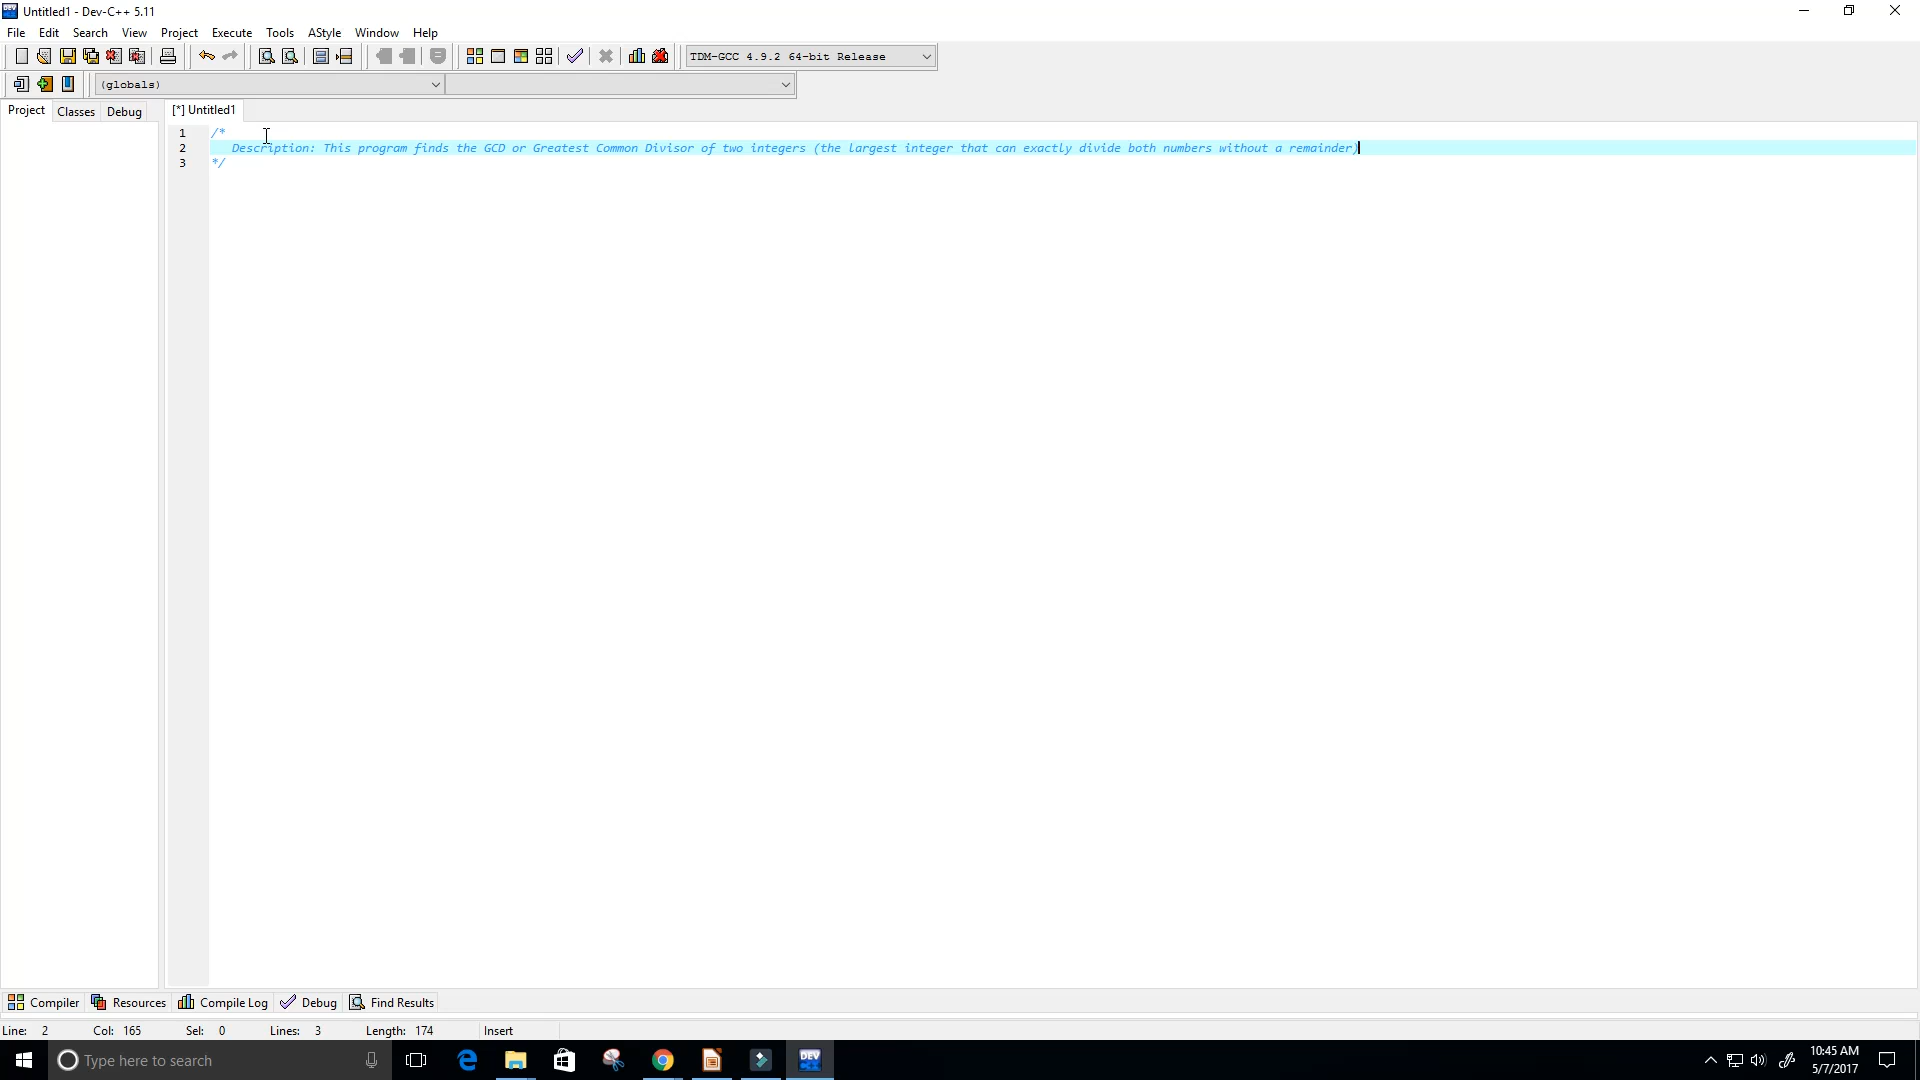 Untitled1 - Dev-C++ 5.11
File Edit Search View Project Execute Tools AStyle Window Help
TDM-GCC 4.9.2 64-bit Release
(globals)
Project Classes Debug [*] Untitled1
1 /*
2 Description: This program finds the GCD or Greatest Common Divisor of two integers (the largest integer that can exactly divide both numbers without a remainder)
3 */
Compiler Resources Compile Log Debug Find Results
Line: 2 Col: 165 Sel: 0 Lines: 3 Length: 174 Insert
Type here to search
DEV
10:45 AM
5/7/2017